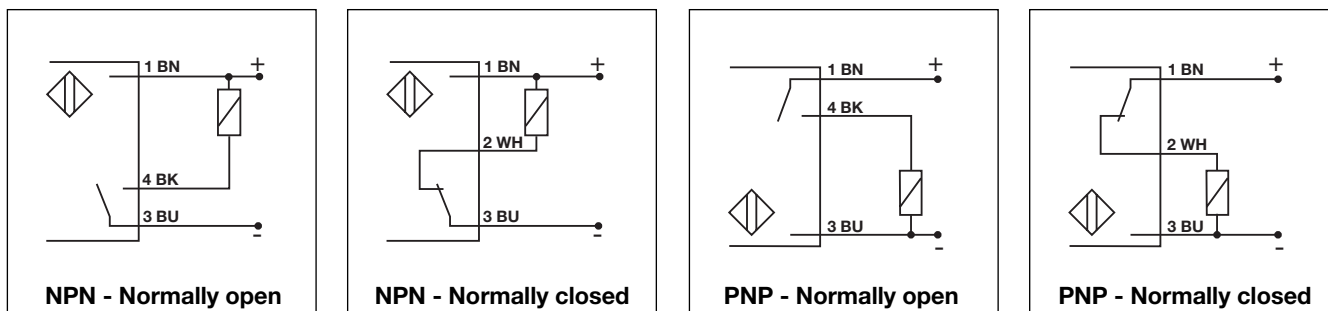 1 BN
+
4 BK
3 BU
-
NPN - Normally open
1 BN
+
2 WH
3 BU
-
NPN - Normally closed
1 BN
+
4 BK
3 BU
-
PNP - Normally open
1 BN
+
2 WH
3 BU
-
PNP - Normally closed